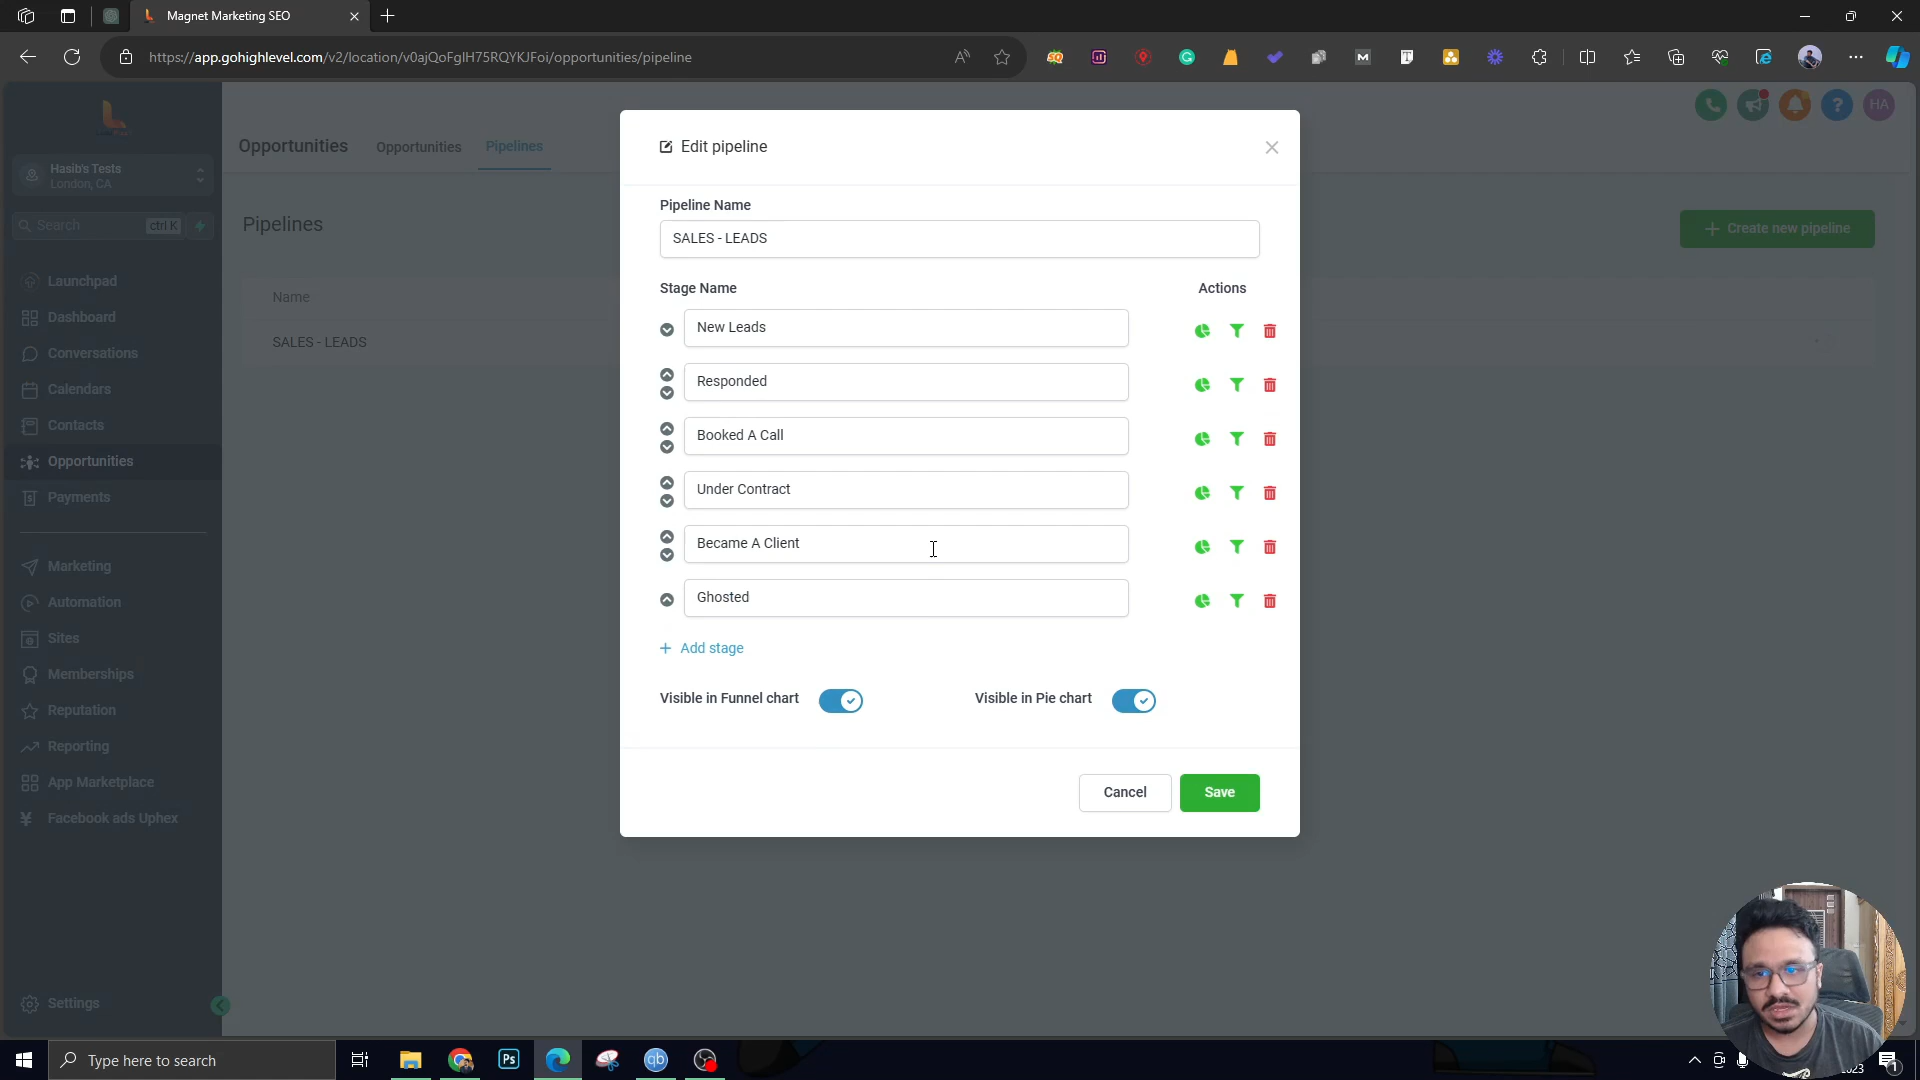 Magnet Marketing SEO
https://app.gohighlevel.com/v2/location/v0ajQoFglH75RQYKJFoi/opportunities/pipeline
Hasib's Tests
London, CA
Search
ctrl K
Launchpad
Dashboard
Conversations
Calendars
Contacts
Opportunities
Payments
Marketing
Automation
Sites
Memberships
Reputation
Reporting
App Marketplace
Facebook ads Uphex
Settings
Opportunities
Opportunities
Pipelines
HA
Pipelines
Create new pipeline
Name
SALES - LEADS
Edit pipeline
Pipeline Name
SALES - LEADS
Stage Name
Actions
New Leads
Responded
Booked A Call
Under Contract
Became A Client
Ghosted
+ Add stage
Visible in Funnel chart
Visible in Pie chart
Cancel
Save
Type here to search
Ps
qb